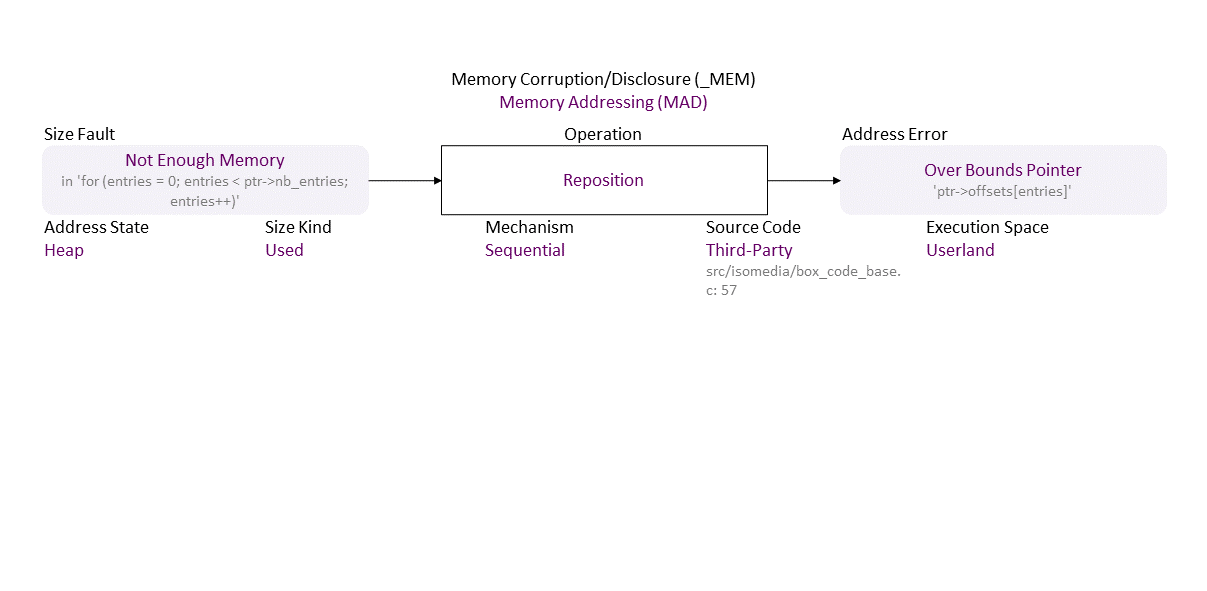 Memory Corruption/Disclosure (_MEM)
Memory Addressing (MAD)
Size Fault
Operation
Address Error
Not Enough Memory
in 'for (entries = 0; entries < ptr->nb_entries;
entries++)'
Reposition
Over Bounds Pointer
'ptr->offsets[entries]'
Address State
Size Kind
Mechanism
Source Code
Execution Space
Heap
Used
Sequential
Third-Party
Userland
src/isomedia/box_code_base.
c: 57